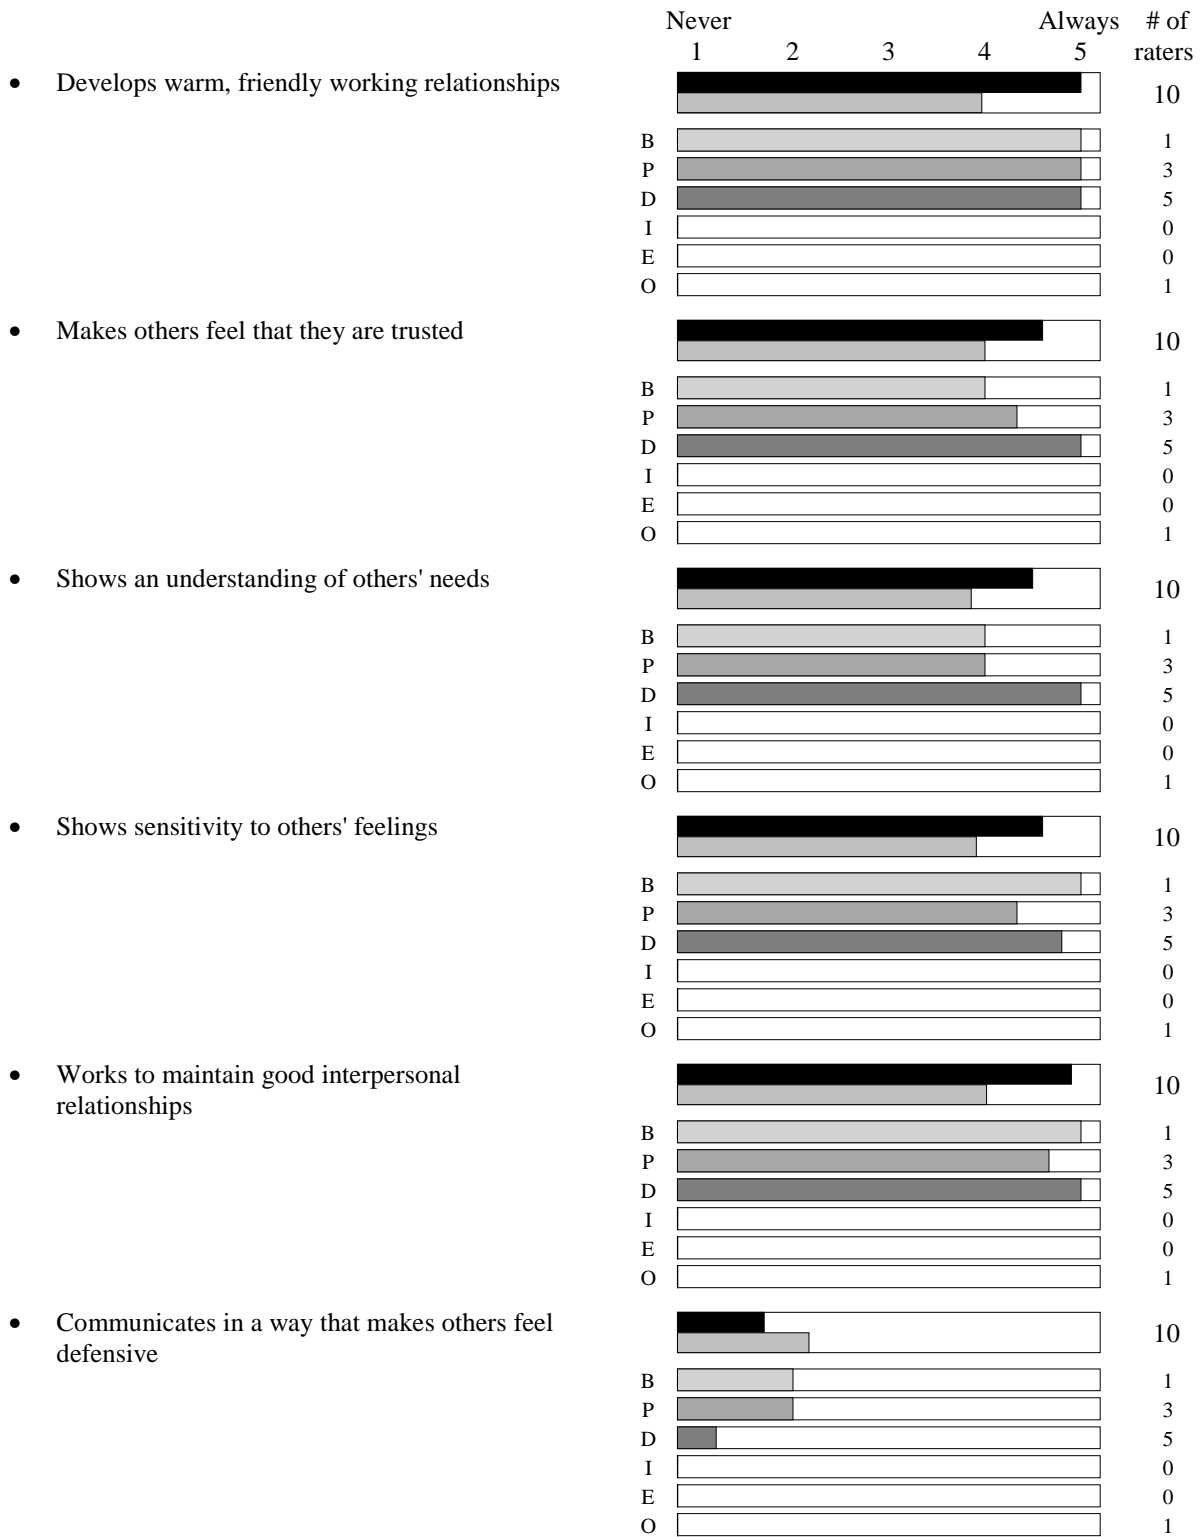 Never Always # of
1 2 3 4 5 raters
• Develops warm, friendly working relationships 10
B 1
P 3
D 5
I 0
E 0
O 1
• Makes others feel that they are trusted 10
B 1
P 3
D 5
I 0
E 0
O 1
• Shows an understanding of others' needs 10
B 1
P 3
D 5
I 0
E 0
O 1
• Shows sensitivity to others' feelings 10
B 1
P 3
D 5
I 0
E 0
O 1
• Works to maintain good interpersonal
relationships 10
B 1
P 3
D 5
I 0
E 0
O 1
• Communicates in a way that makes others feel
defensive 10
B 1
P 3
D 5
I 0
E 0
O 1